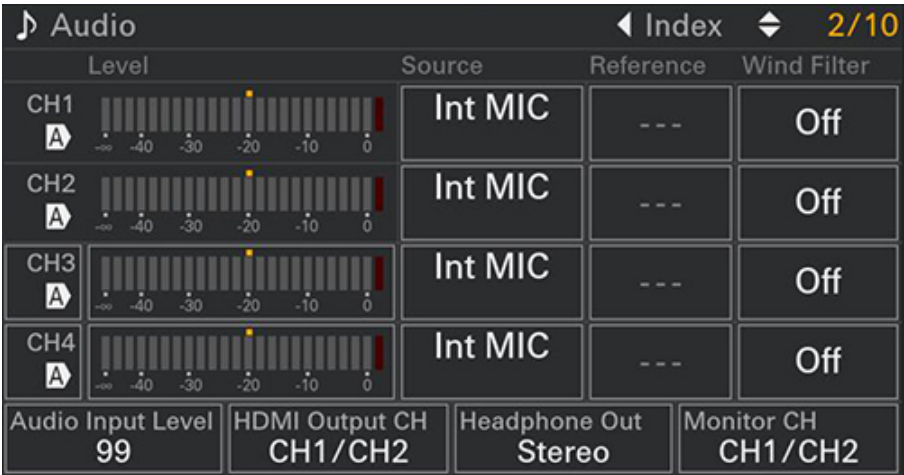 ♪ Audio ◀ Index 2/10
Level Source Reference Wind Filter
CH1 Int MIC --- Off
A -∞ -40 -30 -20 -10 0
CH2 Int MIC --- Off
A -∞ -40 -30 -20 -10 0
CH3 Int MIC --- Off
A -∞ -40 -30 -20 -10 0
CH4 Int MIC --- Off
A -∞ -40 -30 -20 -10 0
Audio Input Level HDMI Output CH Headphone Out Monitor CH
99 CH1/CH2 Stereo CH1/CH2